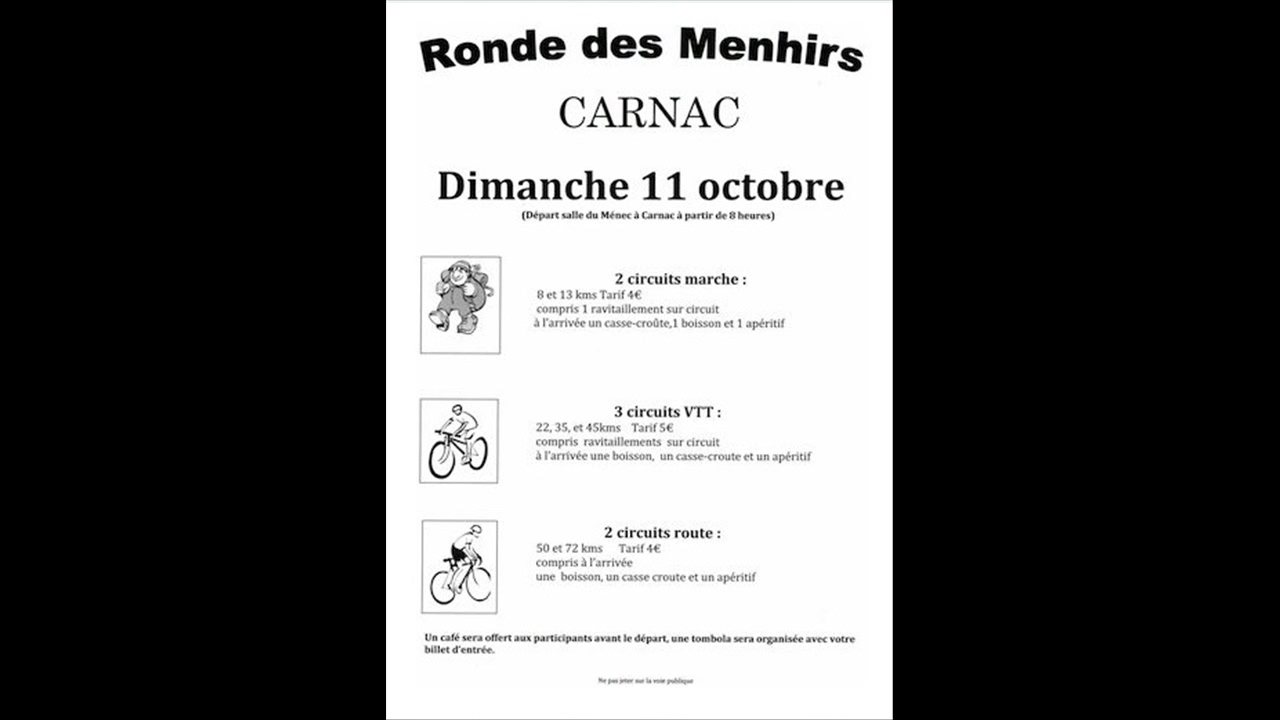 Ronde des Menhirs
CARNAC
Dimanche 11 octobre
(Départ salle du Ménec à Carnac à partir de 8 heures)
2 circuits marche :
8 et 13 kms Tarif 4€
compris 1 ravitaillement sur circuit
à l'arrivée un casse-croûte,1 boisson et 1 apéritif
3 circuits VTT :
22, 35, et 45kms Tarif 5€
compris ravitaillements sur circuit
à l'arrivée une boisson, un casse-croute et un apéritif
2 circuits route :
50 et 72 kms Tarif 4€
compris à l'arrivée
une boisson, un casse croute et un apéritif
Un café sera offert aux participants avant le départ, une tombola sera organisée avec votre
billet d'entrée.
Ne pas jeter sur la voie publique